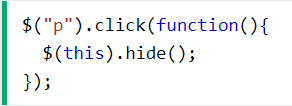 $("p").click(function(){
  $(this).hide();
});